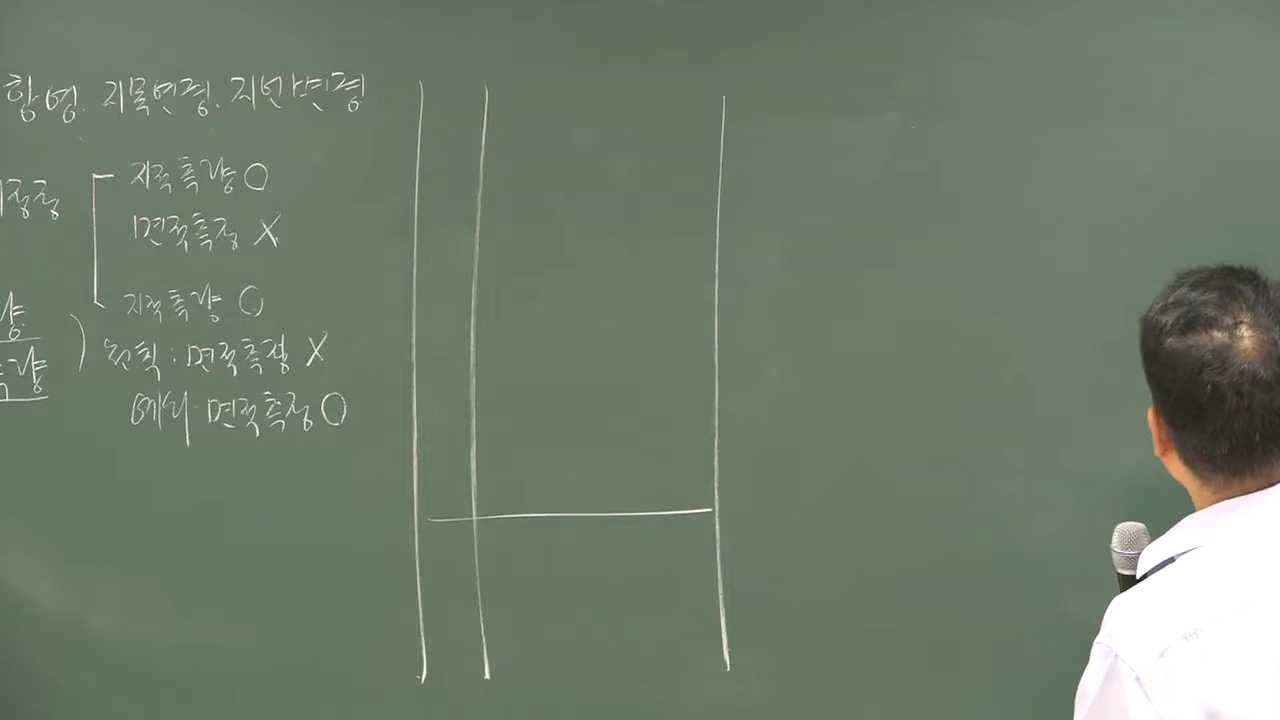 합병. 지목변경. 지번변경
지적측량 ○
면적측정 X
지적측량 ○
원칙: 면적측정 X
예외: 면적측정 ○